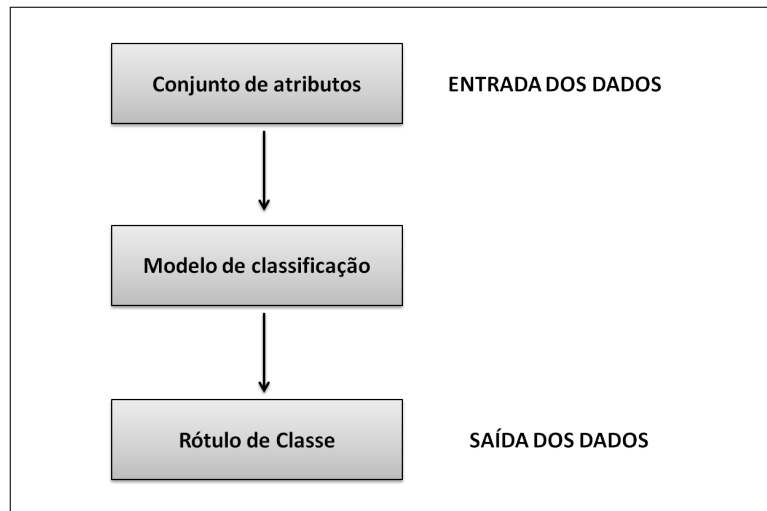 Conjunto de atributos
ENTRADA DOS DADOS
Modelo de classificação
Rótulo de Classe
SAÍDA DOS DADOS